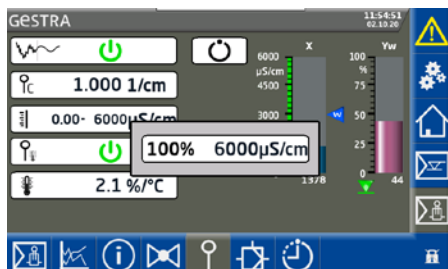 GESTRA
11:54:51
02.10.20
X
Yw
6000
100
µS/cm
%
4500
75
C
1.000 1/cm
0.00- 6000µS/cm
3000
W
50
100% 6000µS/cm
25
0
2.1 %/°C
1378
44